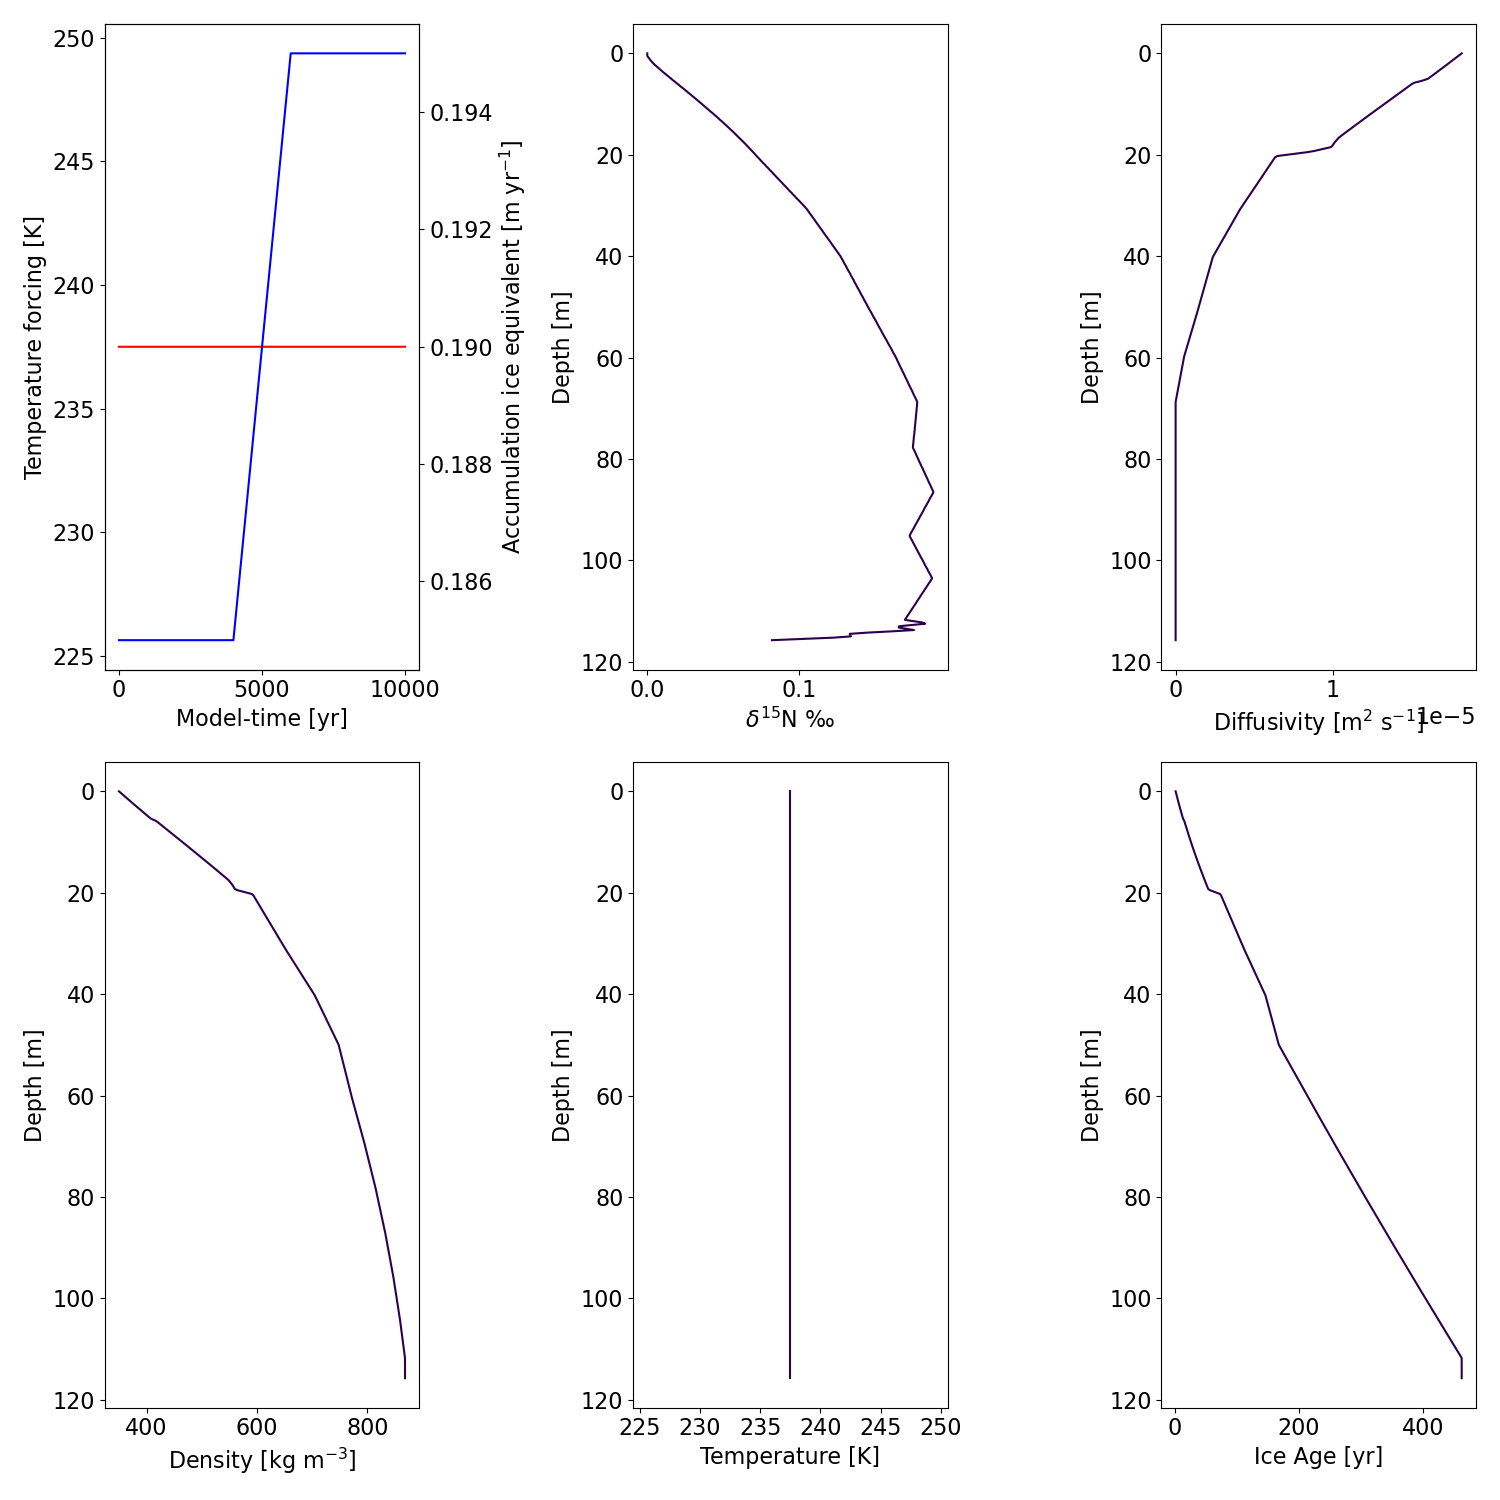 250
245
240
235
230
225
Temperature forcing [K]
0.194
0.192
0.190
0.188
0.186
Accumulation ice equivalent [m yr⁻¹]
0 5000 10000
Model-time [yr]
0
20
40
60
80
100
120
Depth [m]
0.0 0.1
δ¹⁵N ‰
0
20
40
60
80
100
120
Depth [m]
0 1
Diffusivity [m² s⁻¹]
1e−5
0
20
40
60
80
100
120
Depth [m]
400 600 800
Density [kg m⁻³]
0
20
40
60
80
100
120
Depth [m]
225 230 235 240 245 250
Temperature [K]
0
20
40
60
80
100
120
Depth [m]
0 200 400
Ice Age [yr]